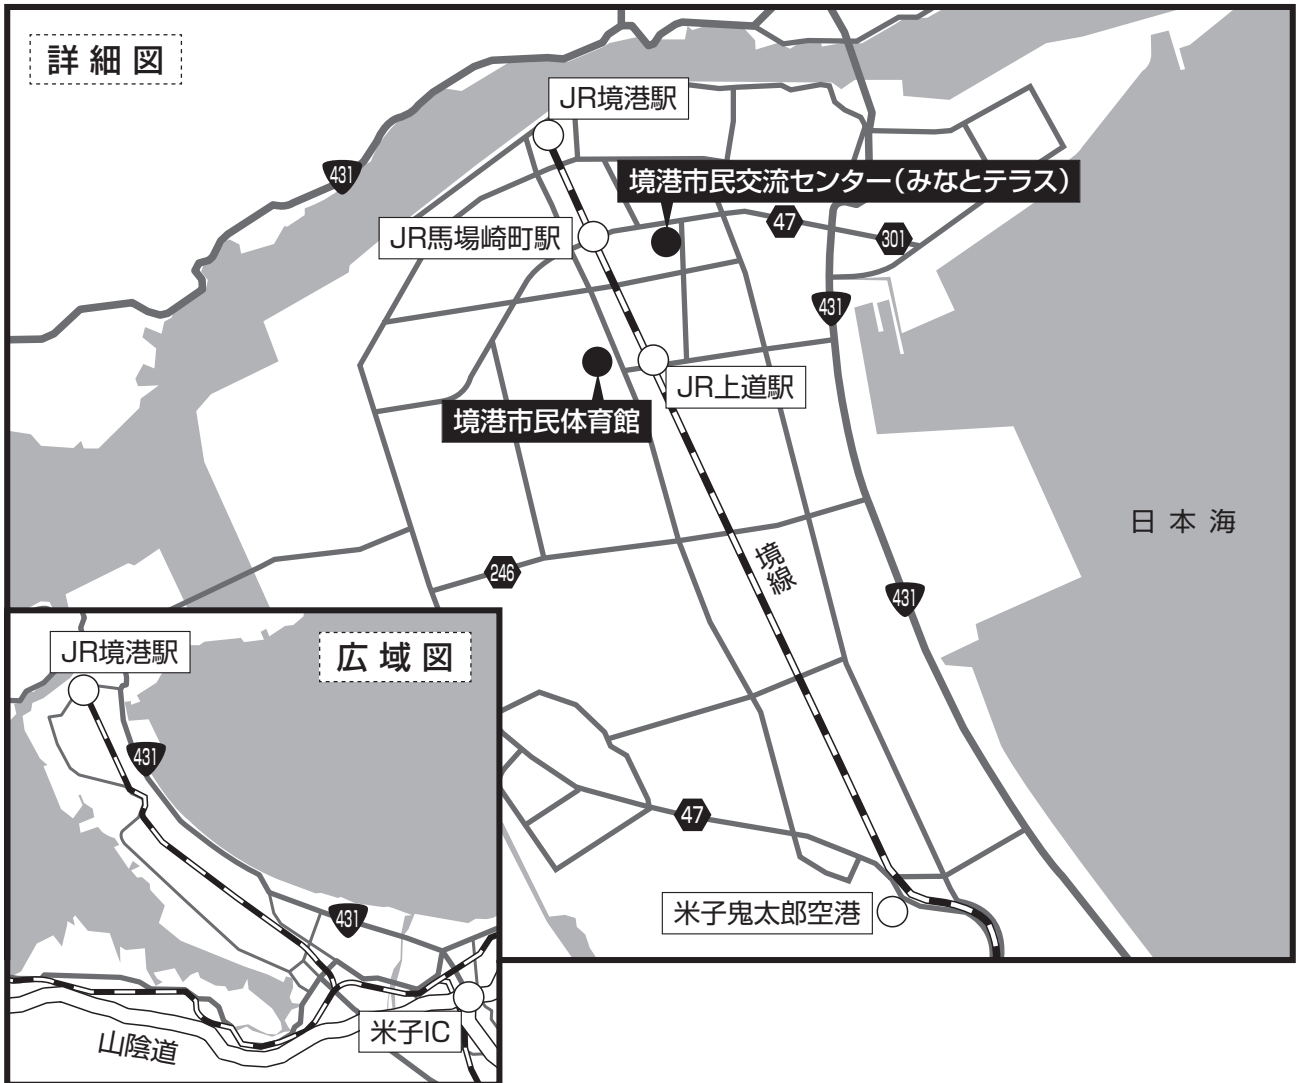 詳細図
JR境港駅
431
境港市民交流センター(みなとテラス)
47
JR馬場崎町駅
301
431
JR上道駅
境港市民体育館
日本海
境線
246
431
47
米子鬼太郎空港
広域図
JR境港駅
431
431
米子IC
山陰道